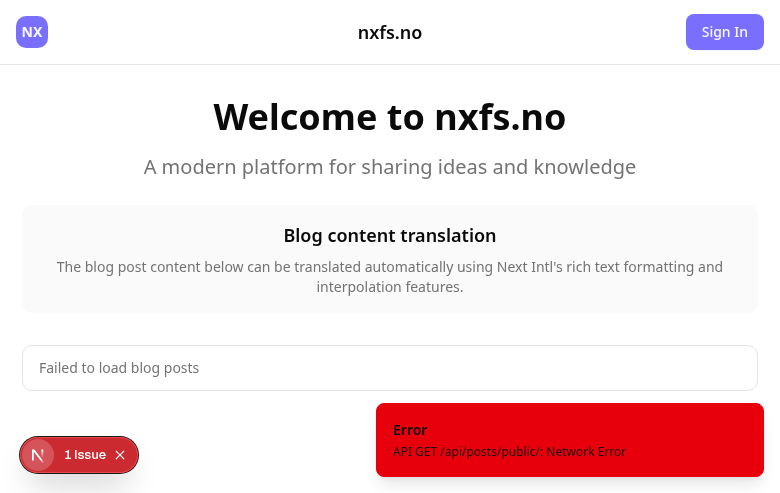 NX
nxfs.no
Sign In
Welcome to nxfs.no
A modern platform for sharing ideas and knowledge
Blog content translation
The blog post content below can be translated automatically using Next Intl's rich text formatting and
interpolation features.
Failed to load blog posts
Error
API GET /api/posts/public/: Network Error
N
1 Issue